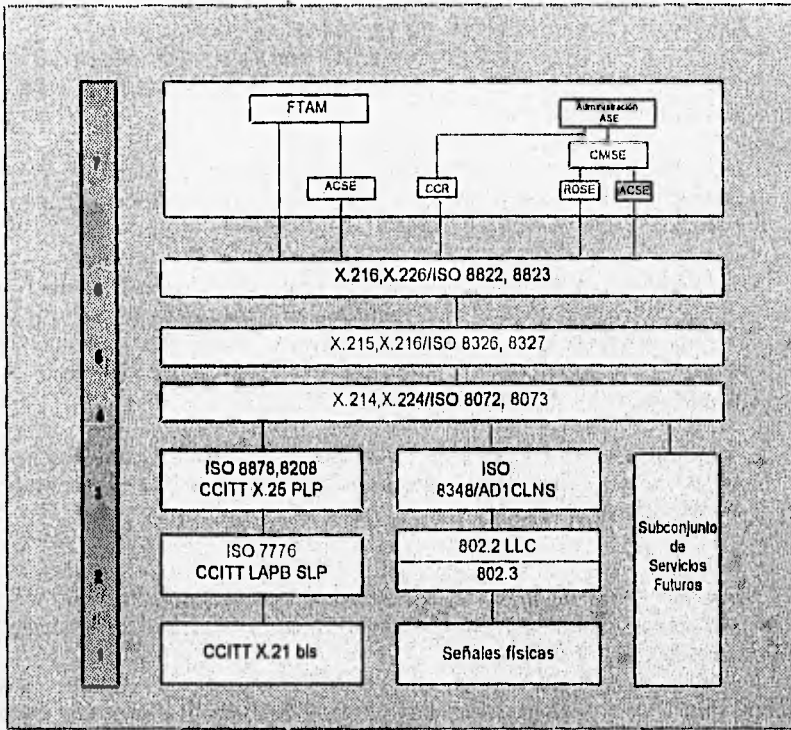 FTAM
Administración
ASE
CMISE
ACSE
CCR
ROSE
ACSE
7
X.216,X.226/ISO 8822, 8823
X.215,X.216/ISO 8326, 8327
5
X.214,X.224/ISO 8072, 8073
4
ISO 8878,8208
CCITT X.25 PLP
ISO
8348/AD1CLNS
3
Subconjunto
de
Servicios
Futuros
ISO 7776
CCITT LAPB SLP
802.2 LLC
802.3
2
CCITT X.21 bis
Señales físicas
1